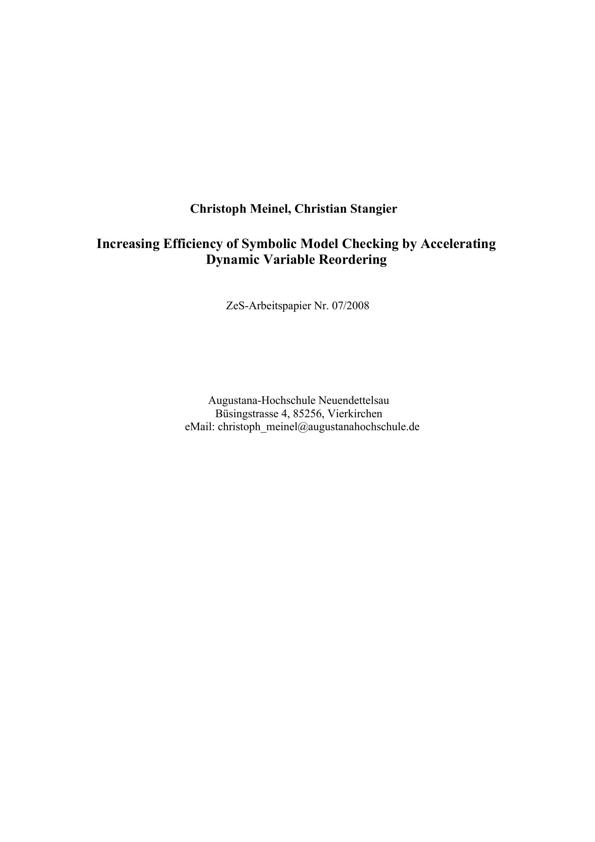 Christoph Meinel, Christian Stangier
Increasing Efficiency of Symbolic Model Checking by Accelerating
Dynamic Variable Reordering
ZeS-Arbeitspapier Nr. 07/2008
Augustana-Hochschule Neuendettelsau
Büsingstrasse 4, 85256, Vierkirchen
eMail: christoph_meinel@augustanahochschule.de